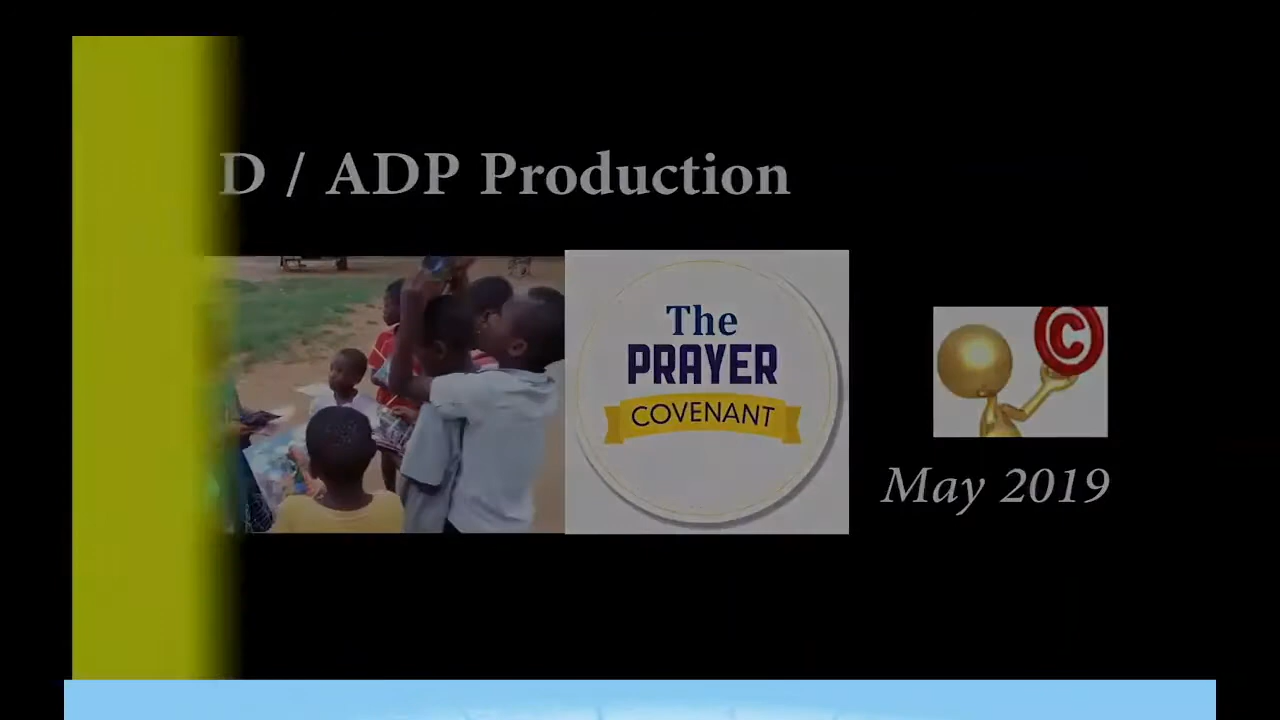 D / ADP Production
The
PRAYER
COVENANT
©
May 2019